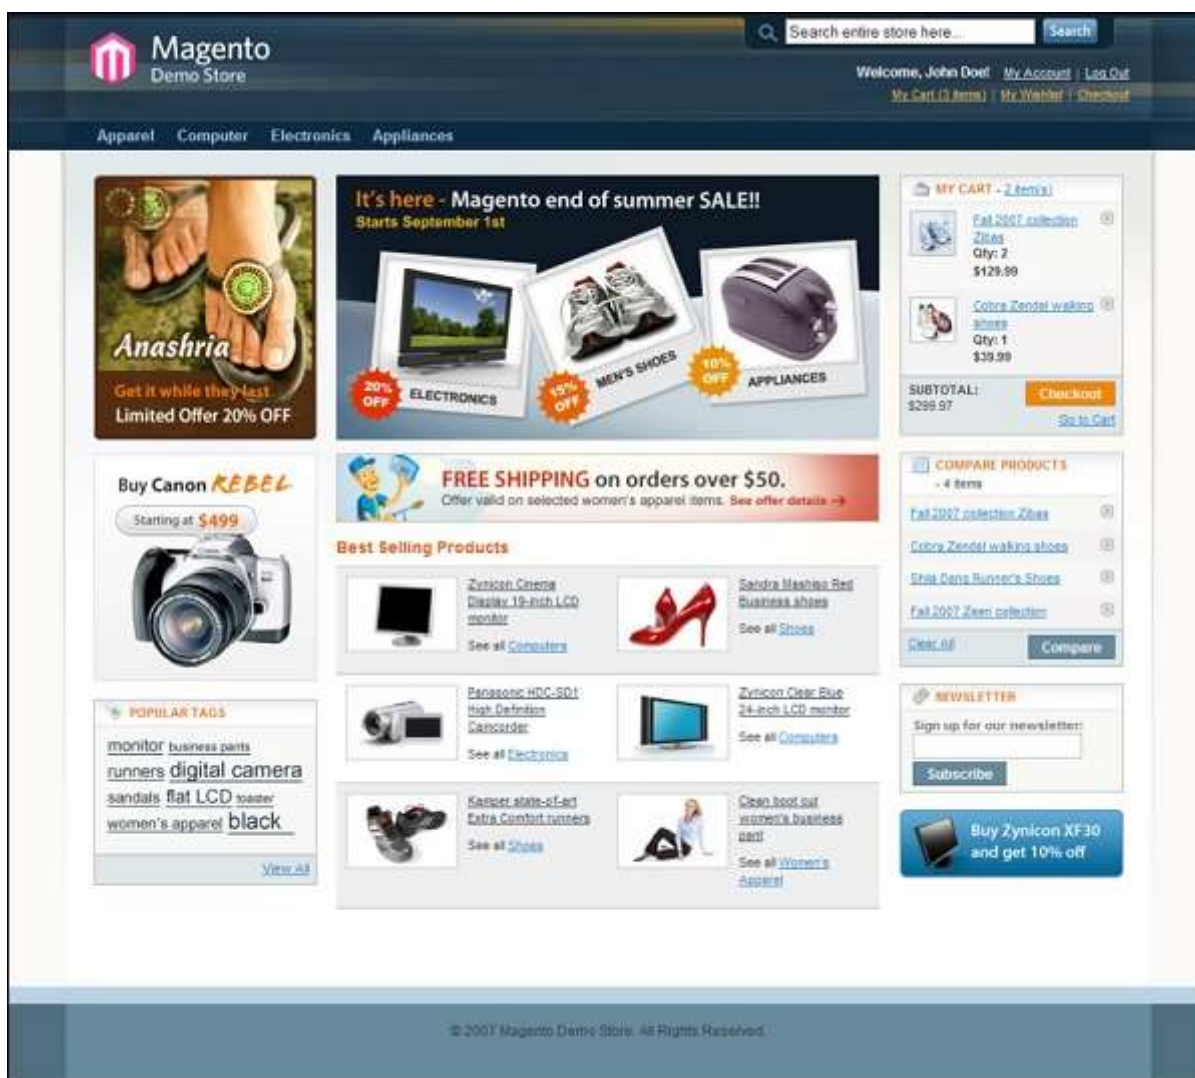 Magento
Demo Store
Search entire store here...
Search
Welcome, John Doe! My Account | Log Out
My Cart (3 items) | My Wishlist | Checkout
Apparel Computer Electronics Appliances
Anashria
Get it while they last
Limited Offer 20% OFF
It's here - Magento end of summer SALE!!
Starts September 1st
20%
OFF
ELECTRONICS
15%
OFF
MEN'S SHOES
10%
OFF
APPLIANCES
MY CART - 2 item(s)
Fall 2007 collection
Zibas
Qty: 2
$129.99
Cobra Zendel walking
shoes
Qty: 1
$39.99
SUBTOTAL:
$299.97
Checkout
Go to Cart
Buy Canon REBEL
Starting at $499
FREE SHIPPING on orders over $50.
Offer valid on selected women's apparel items. See offer details
COMPARE PRODUCTS
- 4 items
Fall 2007 collection Zibas
Cobra Zendel walking shoes
Shila Dans Runner's Shoes
Fall 2007 Zeen collection
Clear All
Compare
Best Selling Products
Zynicon Cinema
Display 19-inch LCD
monitor
See all Computers
Sandra Mashiso Red
Business shoes
See all Shoes
Panasonic HDC-SD1
High Definition
Camcorder
See all Electronics
Zynicon Clear Blue
24-inch LCD monitor
See all Computers
Kamper state-of-art
Extra Comfort runners
See all Shoes
Clean boot cut
women's business
pant
See all Women's
Apparel
POPULAR TAGS
monitor business pants
runners digital camera
sandals flat LCD toaster
women's apparel black
View All
NEWSLETTER
Sign up for our newsletter:
Subscribe
Buy Zynicon XF30
and get 10% off
© 2007 Magento Demo Store. All Rights Reserved.